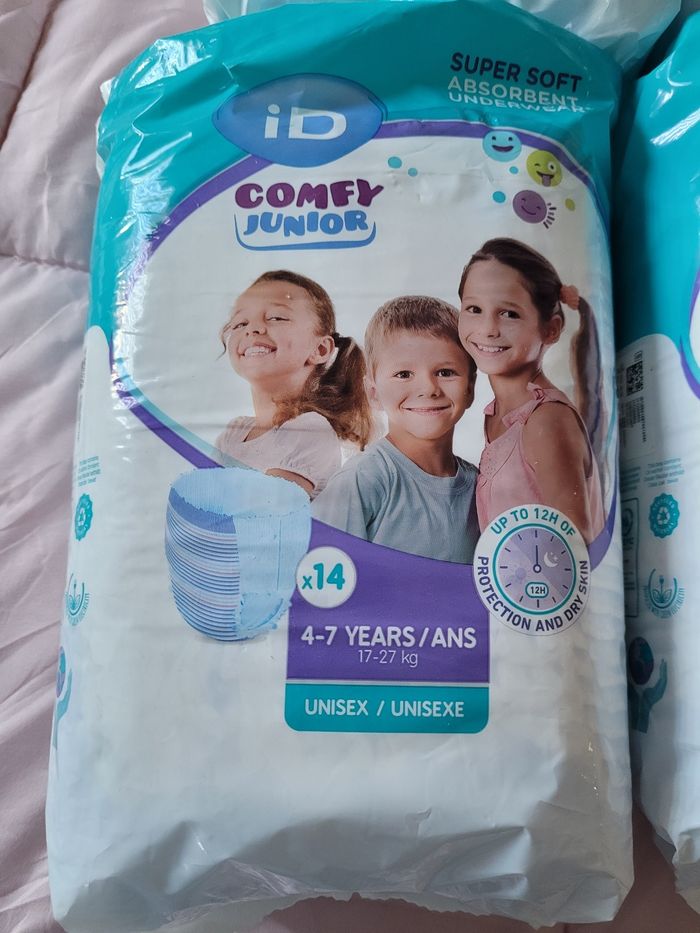 iD
SUPER SOFT
ABSORBENT
UNDERWEAR
COMFY
JUNIOR
UP TO 12H OF
PROTECTION AND DRY SKIN
12H
x14
4-7 YEARS/ANS
17-27 kg
UNISEX / UNISEXE